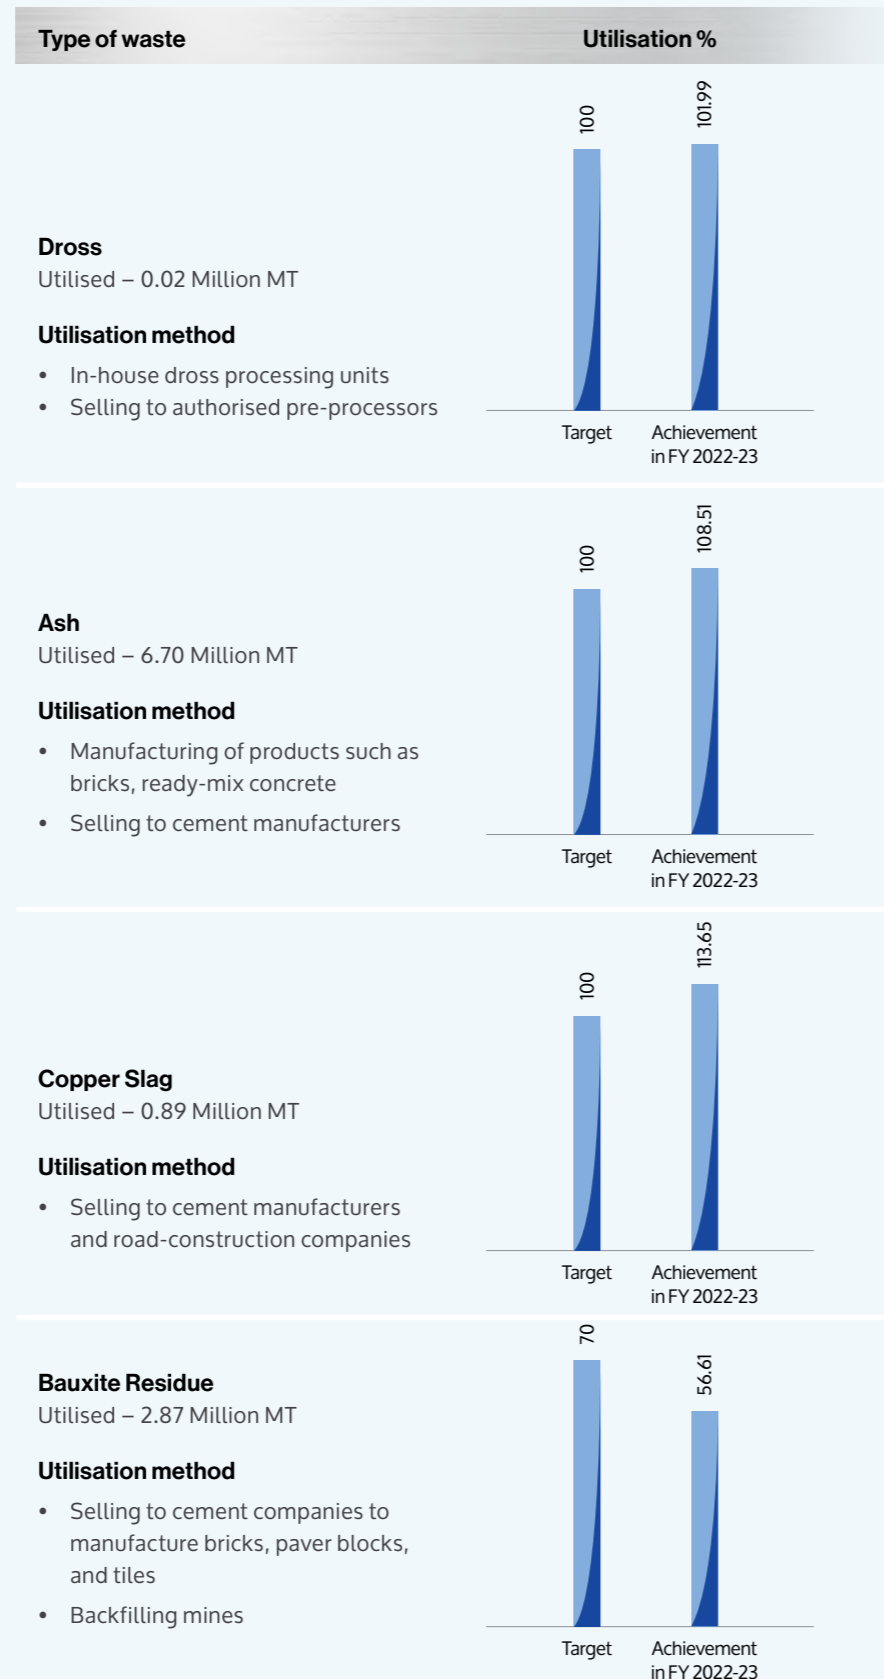 Type of waste
Utilisation %
Dross
Utilised – 0.02 Million MT
Utilisation method
• In-house dross processing units
• Selling to authorised pre-processors
100
101.99
Target
Achievement
in FY 2022-23
Ash
Utilised – 6.70 Million MT
Utilisation method
• Manufacturing of products such as
bricks, ready-mix concrete
• Selling to cement manufacturers
100
108.51
Target
Achievement
in FY 2022-23
Copper Slag
Utilised – 0.89 Million MT
Utilisation method
• Selling to cement manufacturers
and road-construction companies
100
113.65
Target
Achievement
in FY 2022-23
Bauxite Residue
Utilised – 2.87 Million MT
Utilisation method
• Selling to cement companies to
manufacture bricks, paver blocks,
and tiles
• Backfilling mines
70
56.61
Target
Achievement
in FY 2022-23